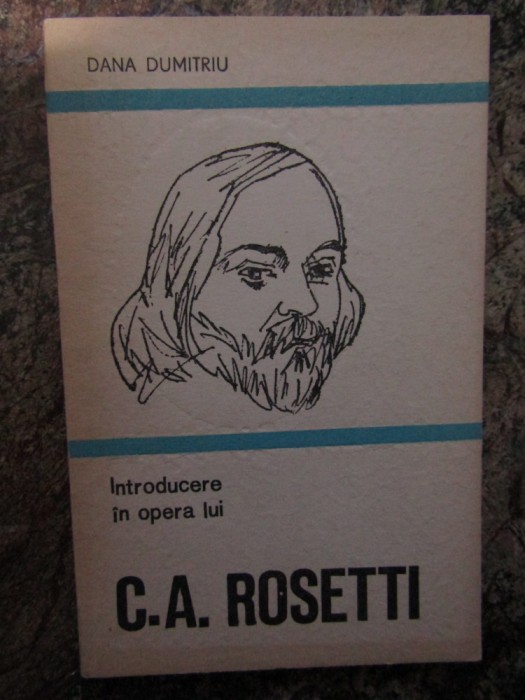 DANA DUMITRIU
Introducere
în opera lui
C.A. ROSETTI